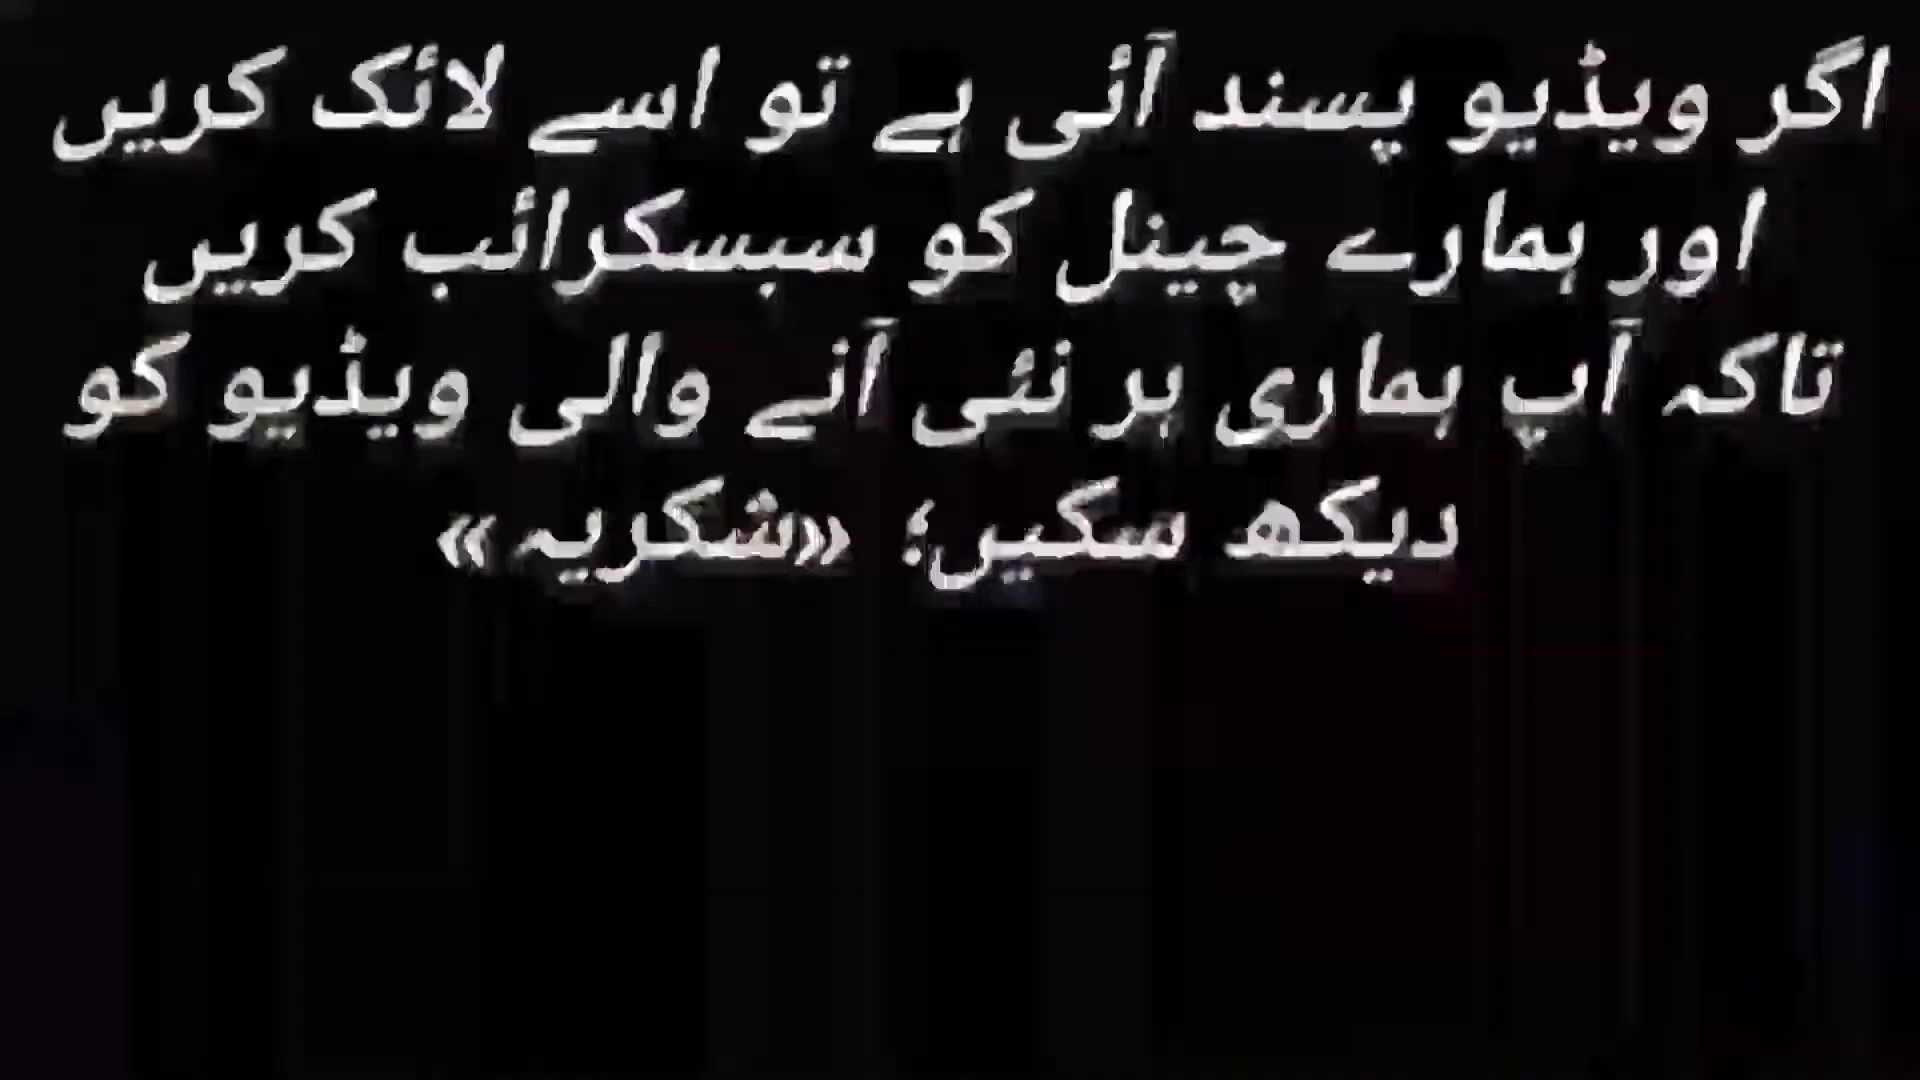 اگر ویڈیو پسند آئی ہے تو اسے لائک کریں
اور ہمارے چینل کو سبسکرائب کریں
تاکہ آپ ہماری ہر نئی آنے والی ویڈیو کو
دیکھ سکیں؛ «شکریہ»